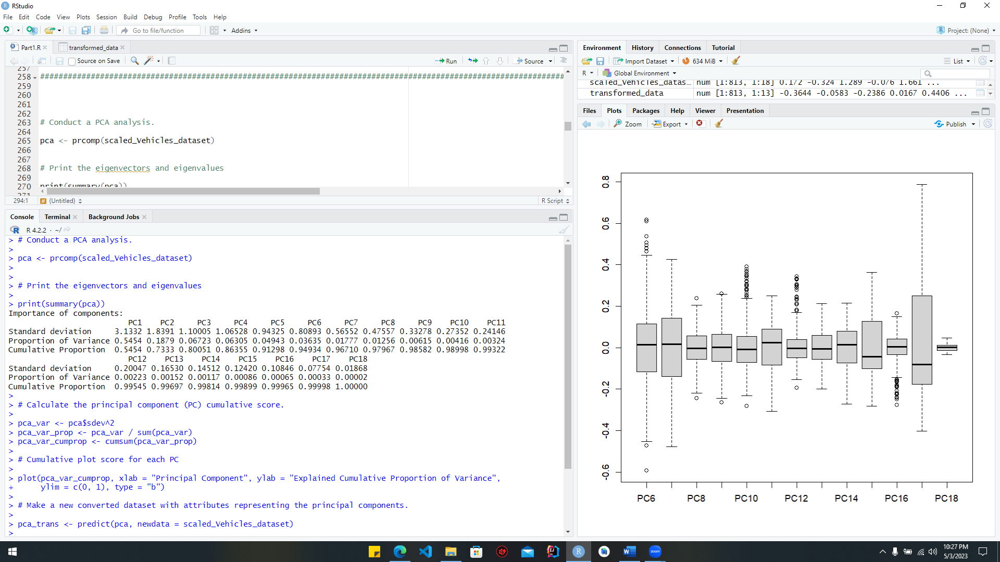 RStudio
File Edit Code View Plots Session Build Debug Profile Tools Help
Go to file/function Addins Project: (None)
Part1.R transformed_data
Source on Save Run Source
257
258 ####################################################################################################################
259
260
261
262
263 # Conduct a PCA analysis.
264
265 pca <- prcomp(scaled_Vehicles_dataset)
266
267
268 # Print the eigenvectors and eigenvalues
269
270 print(summary(pca))
271
294:1 # (Untitled) R Script
Console Terminal Background Jobs
R 4.2.2 · ~/
> # Conduct a PCA analysis.
>
> pca <- prcomp(scaled_Vehicles_dataset)
>
>
> # Print the eigenvectors and eigenvalues
>
> print(summary(pca))
Importance of components:
PC1 PC2 PC3 PC4 PC5 PC6 PC7 PC8 PC9 PC10 PC11
Standard deviation 3.1332 1.8391 1.10005 1.06528 0.94325 0.80893 0.56552 0.47557 0.33278 0.27352 0.24146
Proportion of Variance 0.5454 0.1879 0.06723 0.06305 0.04943 0.03635 0.01777 0.01256 0.00615 0.00416 0.00324
Cumulative Proportion 0.5454 0.7333 0.80051 0.86355 0.91298 0.94934 0.96710 0.97967 0.98582 0.98998 0.99322
PC12 PC13 PC14 PC15 PC16 PC17 PC18
Standard deviation 0.20047 0.16530 0.14512 0.12420 0.10846 0.07754 0.01868
Proportion of Variance 0.00223 0.00152 0.00117 0.00086 0.00065 0.00033 0.00002
Cumulative Proportion 0.99545 0.99697 0.99814 0.99899 0.99965 0.99998 1.00000
>
> # Calculate the principal component (PC) cumulative score.
>
> pca_var <- pca$sdev^2
> pca_var_prop <- pca_var / sum(pca_var)
> pca_var_cumprop <- cumsum(pca_var_prop)
>
> # Cumulative plot score for each PC
>
> plot(pca_var_cumprop, xlab = "Principal Component", ylab = "Explained Cumulative Proportion of Variance",
+ ylim = c(0, 1), type = "b")
>
> # Make a new converted dataset with attributes representing the principal components.
>
> pca_trans <- predict(pca, newdata = scaled_Vehicles_dataset)
>
Environment History Connections Tutorial
Import Dataset 634 MiB List
R Global Environment
scaled_Vehicles_datas… num [1:813, 1:18] 0.172 -0.324 1.289 -0.076 1.661 ...
transformed_data num [1:813, 1:13] -0.3644 -0.0583 -0.2386 0.0167 0.4406 ...
Files Plots Packages Help Viewer Presentation
Zoom Export Publish
0.8
0.6
0.4
0.2
0.0
-0.2
-0.4
-0.6
PC6 PC8 PC10 PC12 PC14 PC16 PC18
10:27 PM
5/3/2023